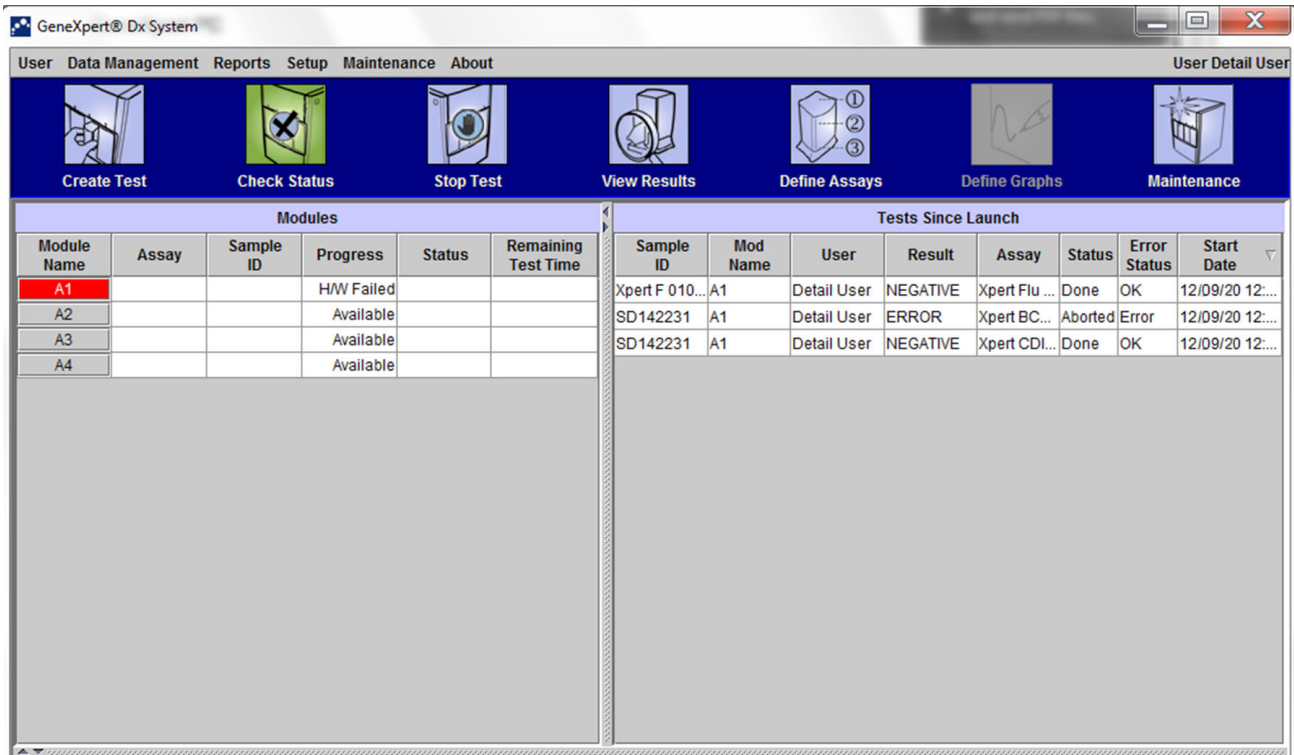 GeneXpert® Dx System
User Data Management Reports Setup Maintenance About User Detail User
① ② ③
Create Test Check Status Stop Test View Results Define Assays Define Graphs Maintenance
Modules
Module Name Assay Sample ID Progress Status Remaining Test Time
A1 H/W Failed
A2 Available
A3 Available
A4 Available
Tests Since Launch
Sample ID Mod Name User Result Assay Status Error Status Start Date
Xpert F 010... A1 Detail User NEGATIVE Xpert Flu ... Done OK 12/09/20 12:...
SD142231 A1 Detail User ERROR Xpert BC... Aborted Error 12/09/20 12:...
SD142231 A1 Detail User NEGATIVE Xpert CDI... Done OK 12/09/20 12:...